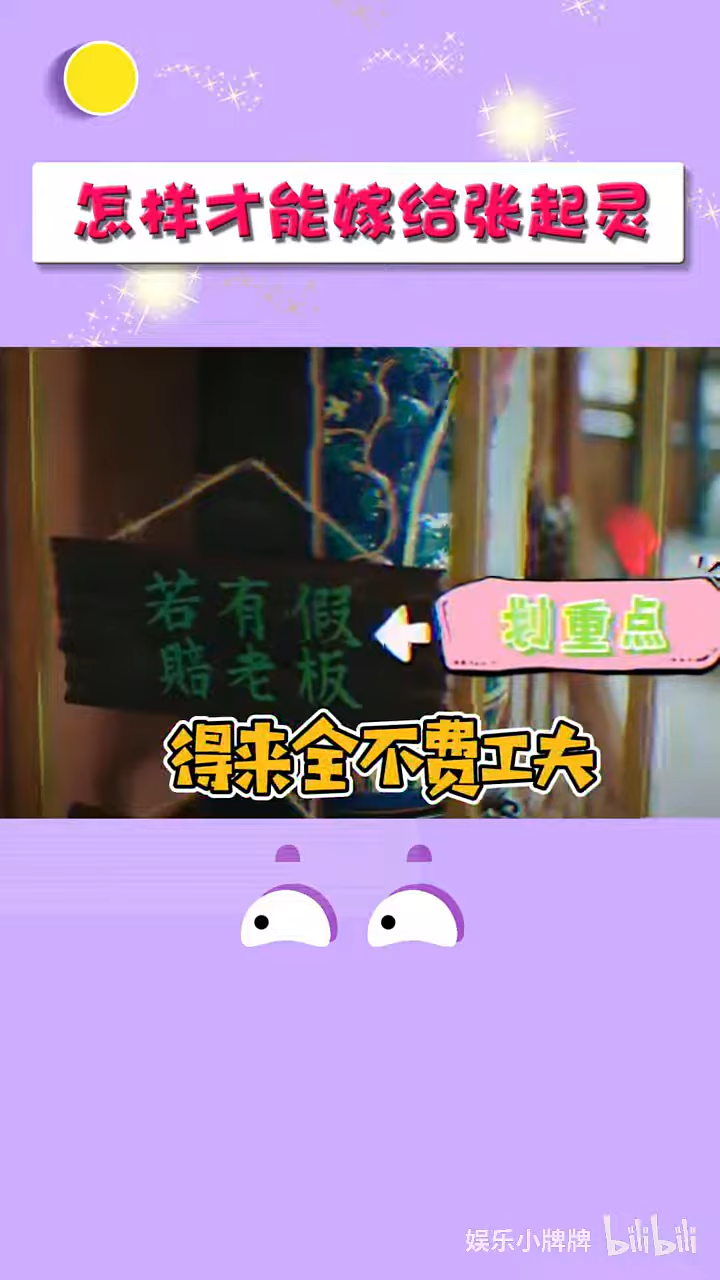 怎样才能嫁给张起灵
若有假
赔老板
划重点
得来全不费工夫
娱乐小牌牌 bilibili